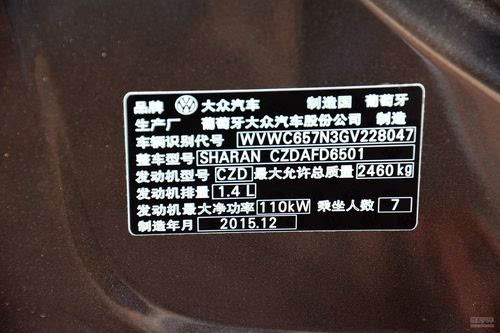 品牌 大众汽车 制造国 葡萄牙
生产厂 葡萄牙大众汽车股份公司 制造
车辆识别代号 WVWC657N3GV228047
整车型号 SHARAN CZDAFD6501
发动机型号 CZD 最大允许总质量 2460 kg
发动机排量 1.4 L
发动机最大净功率 110kW 乘坐人数 7
制造年月 2015.12